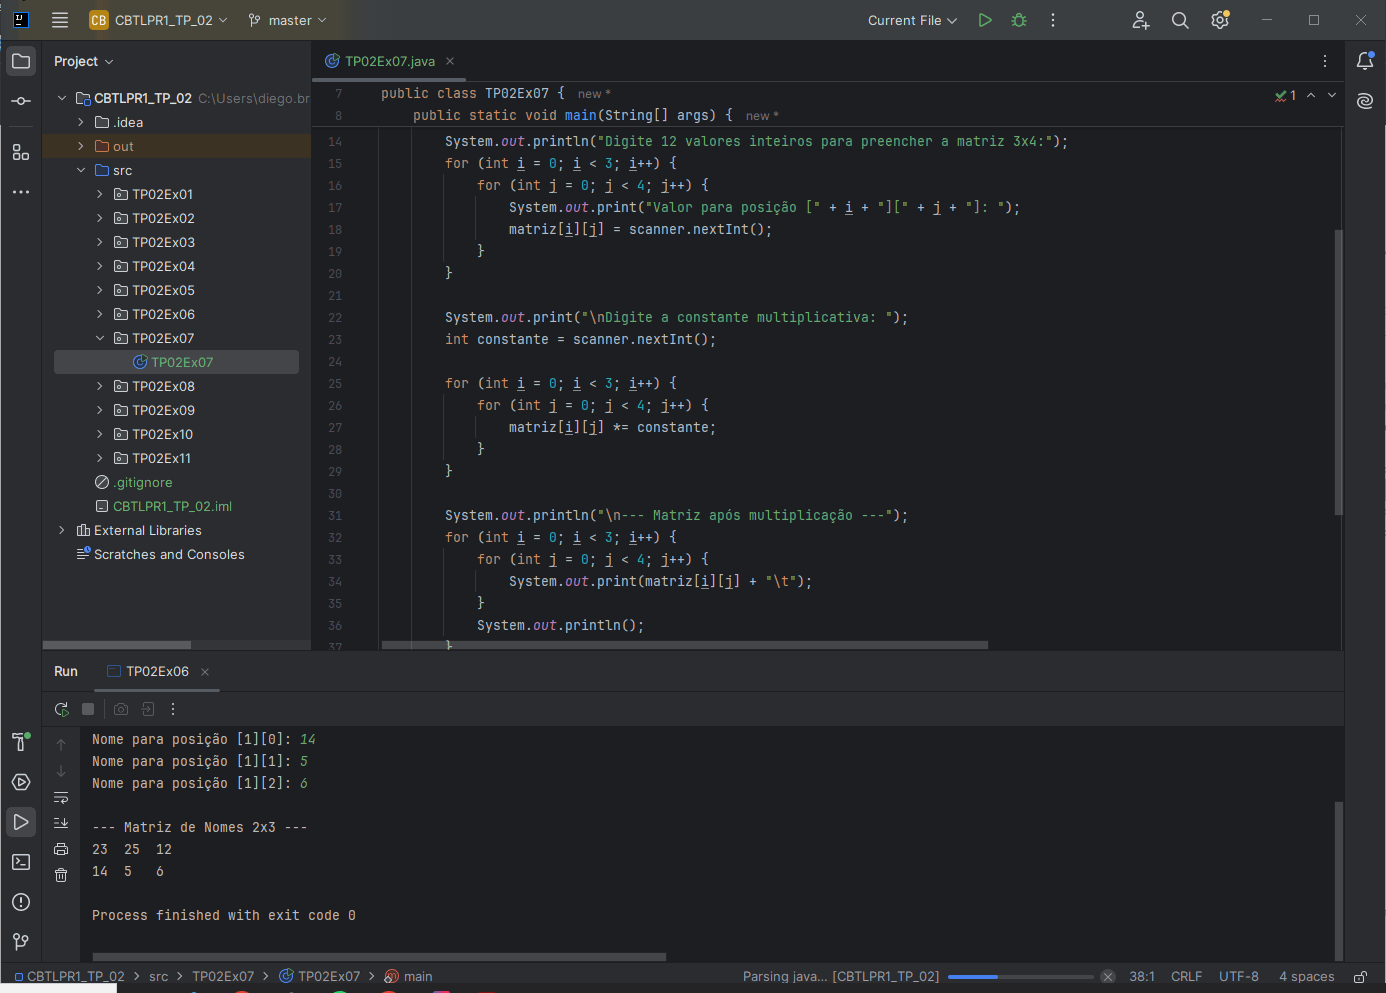 CB CBTLPR1_TP_02 master Current File
Project
TP02Ex07.java
CBTLPR1_TP_02 C:\Users\diego.br
.idea
out
src
TP02Ex01
TP02Ex02
TP02Ex03
TP02Ex04
TP02Ex05
TP02Ex06
TP02Ex07
TP02Ex07
TP02Ex08
TP02Ex09
TP02Ex10
TP02Ex11
.gitignore
CBTLPR1_TP_02.iml
External Libraries
Scratches and Consoles
7 public class TP02Ex07 { new *
1
8 public static void main(String[] args) { new *
14 System.out.println("Digite 12 valores inteiros para preencher a matriz 3x4:");
15 for (int i = 0; i < 3; i++) {
16 for (int j = 0; j < 4; j++) {
17 System.out.print("Valor para posição [" + i + "][" + j + "]: ");
18 matriz[i][j] = scanner.nextInt();
19 }
20 }
21
22 System.out.print("\nDigite a constante multiplicativa: ");
23 int constante = scanner.nextInt();
24
25 for (int i = 0; i < 3; i++) {
26 for (int j = 0; j < 4; j++) {
27 matriz[i][j] *= constante;
28 }
29 }
30
31 System.out.println("\n--- Matriz após multiplicação ---");
32 for (int i = 0; i < 3; i++) {
33 for (int j = 0; j < 4; j++) {
34 System.out.print(matriz[i][j] + "\t");
35 }
36 System.out.println();
37 }
Run TP02Ex06
Nome para posição [1][0]: 14
Nome para posição [1][1]: 5
Nome para posição [1][2]: 6
--- Matriz de Nomes 2x3 ---
23 25 12
14 5 6
Process finished with exit code 0
CBTLPR1_TP_02 > src > TP02Ex07 > TP02Ex07 > main Parsing java... [CBTLPR1_TP_02] 38:1 CRLF UTF-8 4 spaces